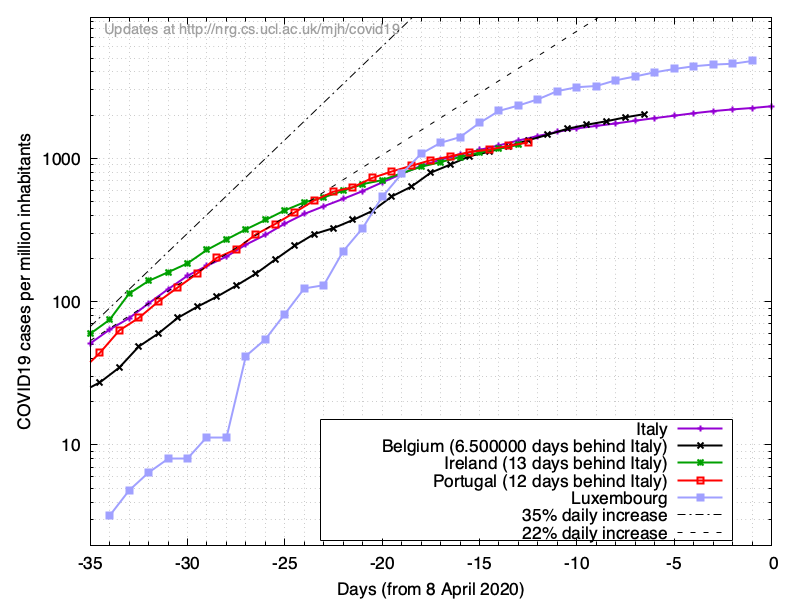 Updates at http://nrg.cs.ucl.ac.uk/mjh/covid19
COVID19 cases per million inhabitants
1000
100
10
Italy
Belgium (6.500000 days behind Italy)
Ireland (13 days behind Italy)
Portugal (12 days behind Italy)
Luxembourg
35% daily increase
22% daily increase
-35 -30 -25 -20 -15 -10 -5 0
Days (from 8 April 2020)